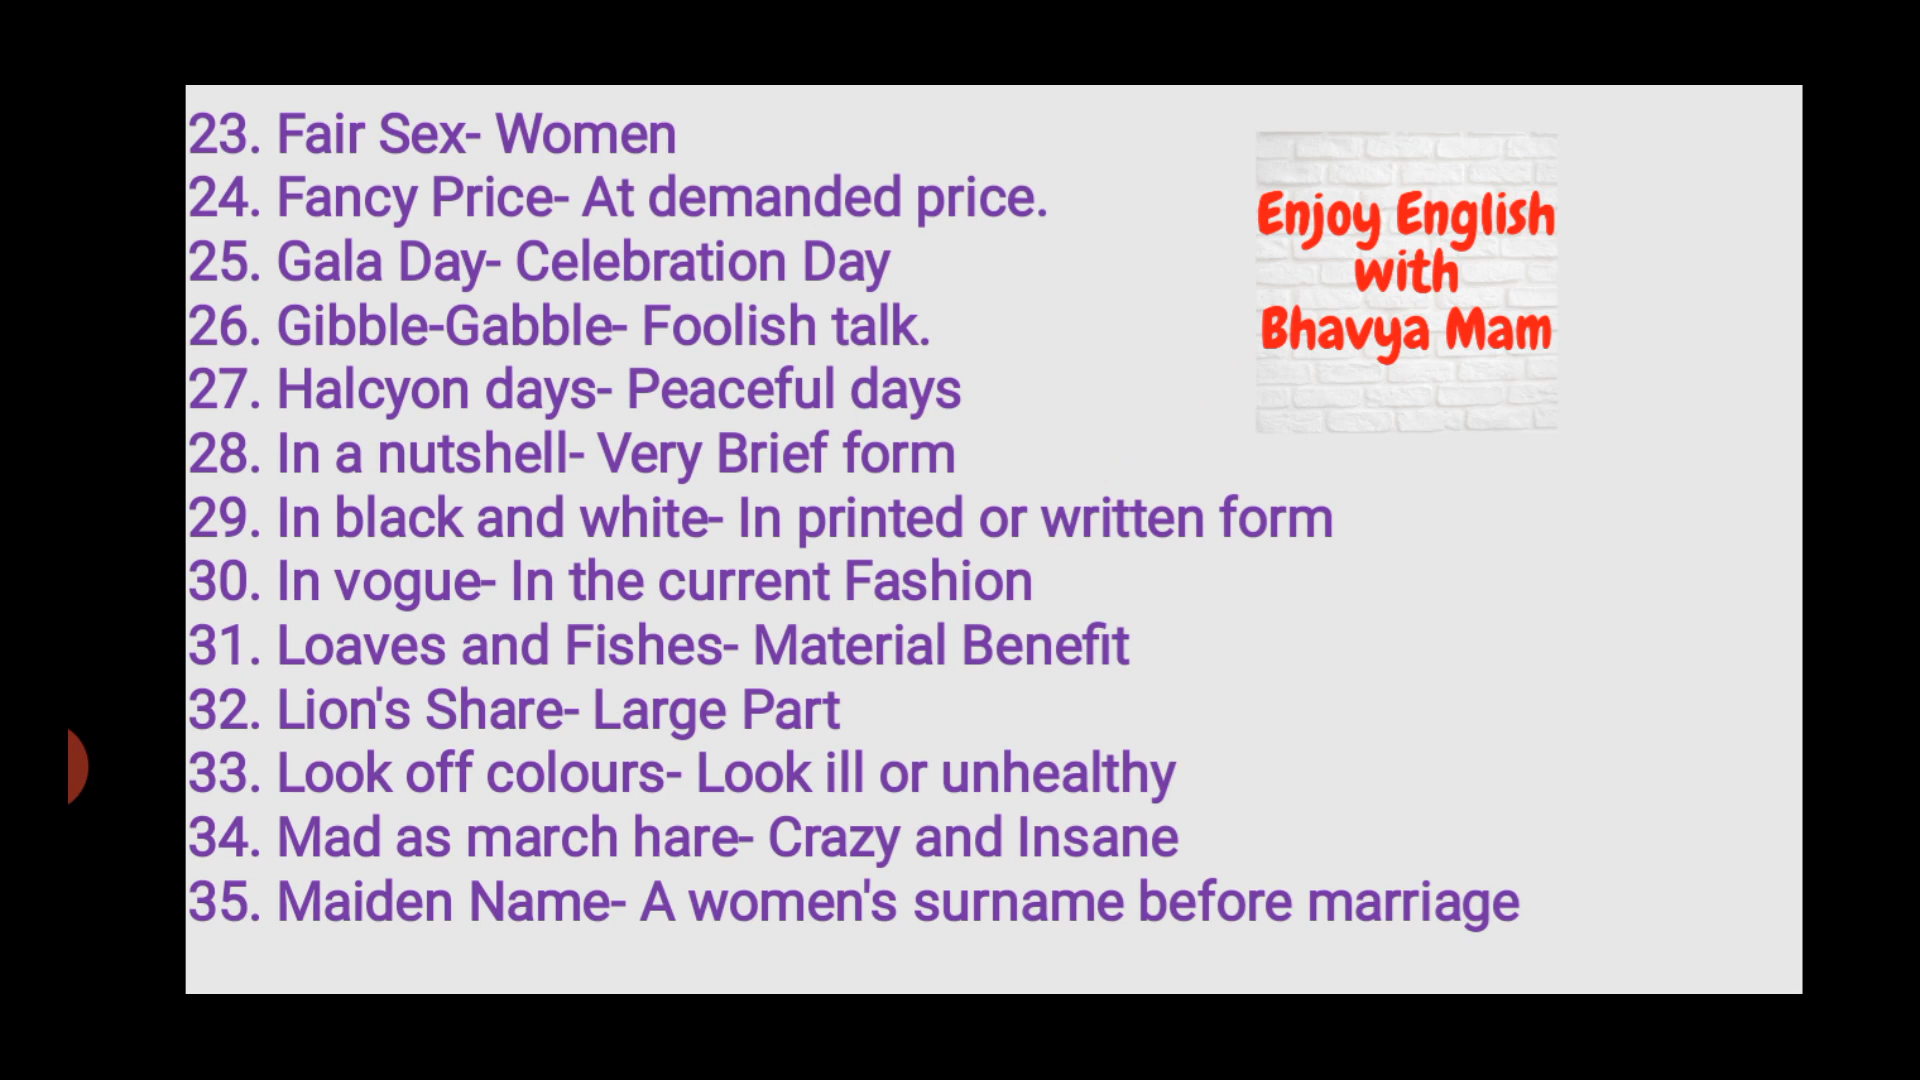 23. Fair Sex- Women
24. Fancy Price- At demanded price.
25. Gala Day- Celebration Day
26. Gibble-Gabble- Foolish talk.
27. Halcyon days- Peaceful days
28. In a nutshell- Very Brief form
29. In black and white- In printed or written form
30. In vogue- In the current Fashion
31. Loaves and Fishes- Material Benefit
32. Lion's Share- Large Part
33. Look off colours- Look ill or unhealthy
34. Mad as march hare- Crazy and Insane
35. Maiden Name- A women's surname before marriage
Enjoy English
with
Bhavya Mam